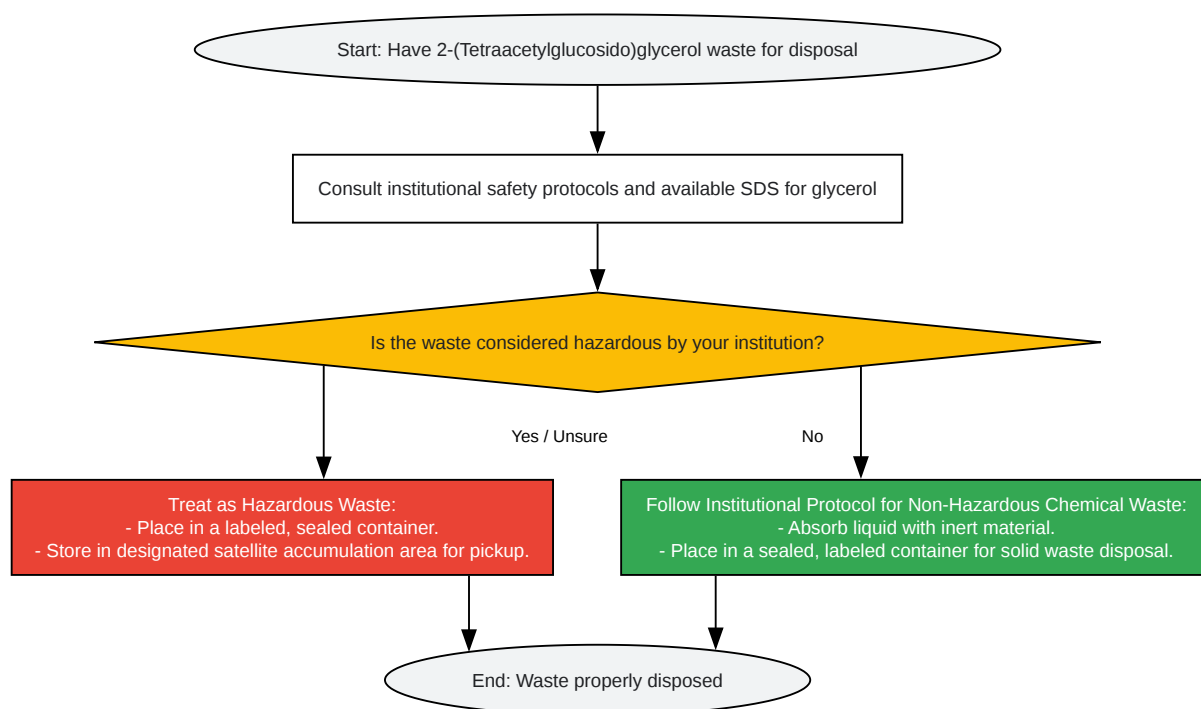 Start: Have 2-(Tetraacetylglucosido)glycerol waste for disposal
Consult institutional safety protocols and available SDS for glycerol
Is the waste considered hazardous by your institution?
Yes / Unsure
No
Treat as Hazardous Waste:
- Place in a labeled, sealed container.
- Store in designated satellite accumulation area for pickup.
Follow Institutional Protocol for Non-Hazardous Chemical Waste:
- Absorb liquid with inert material.
- Place in a sealed, labeled container for solid waste disposal.
End: Waste properly disposed